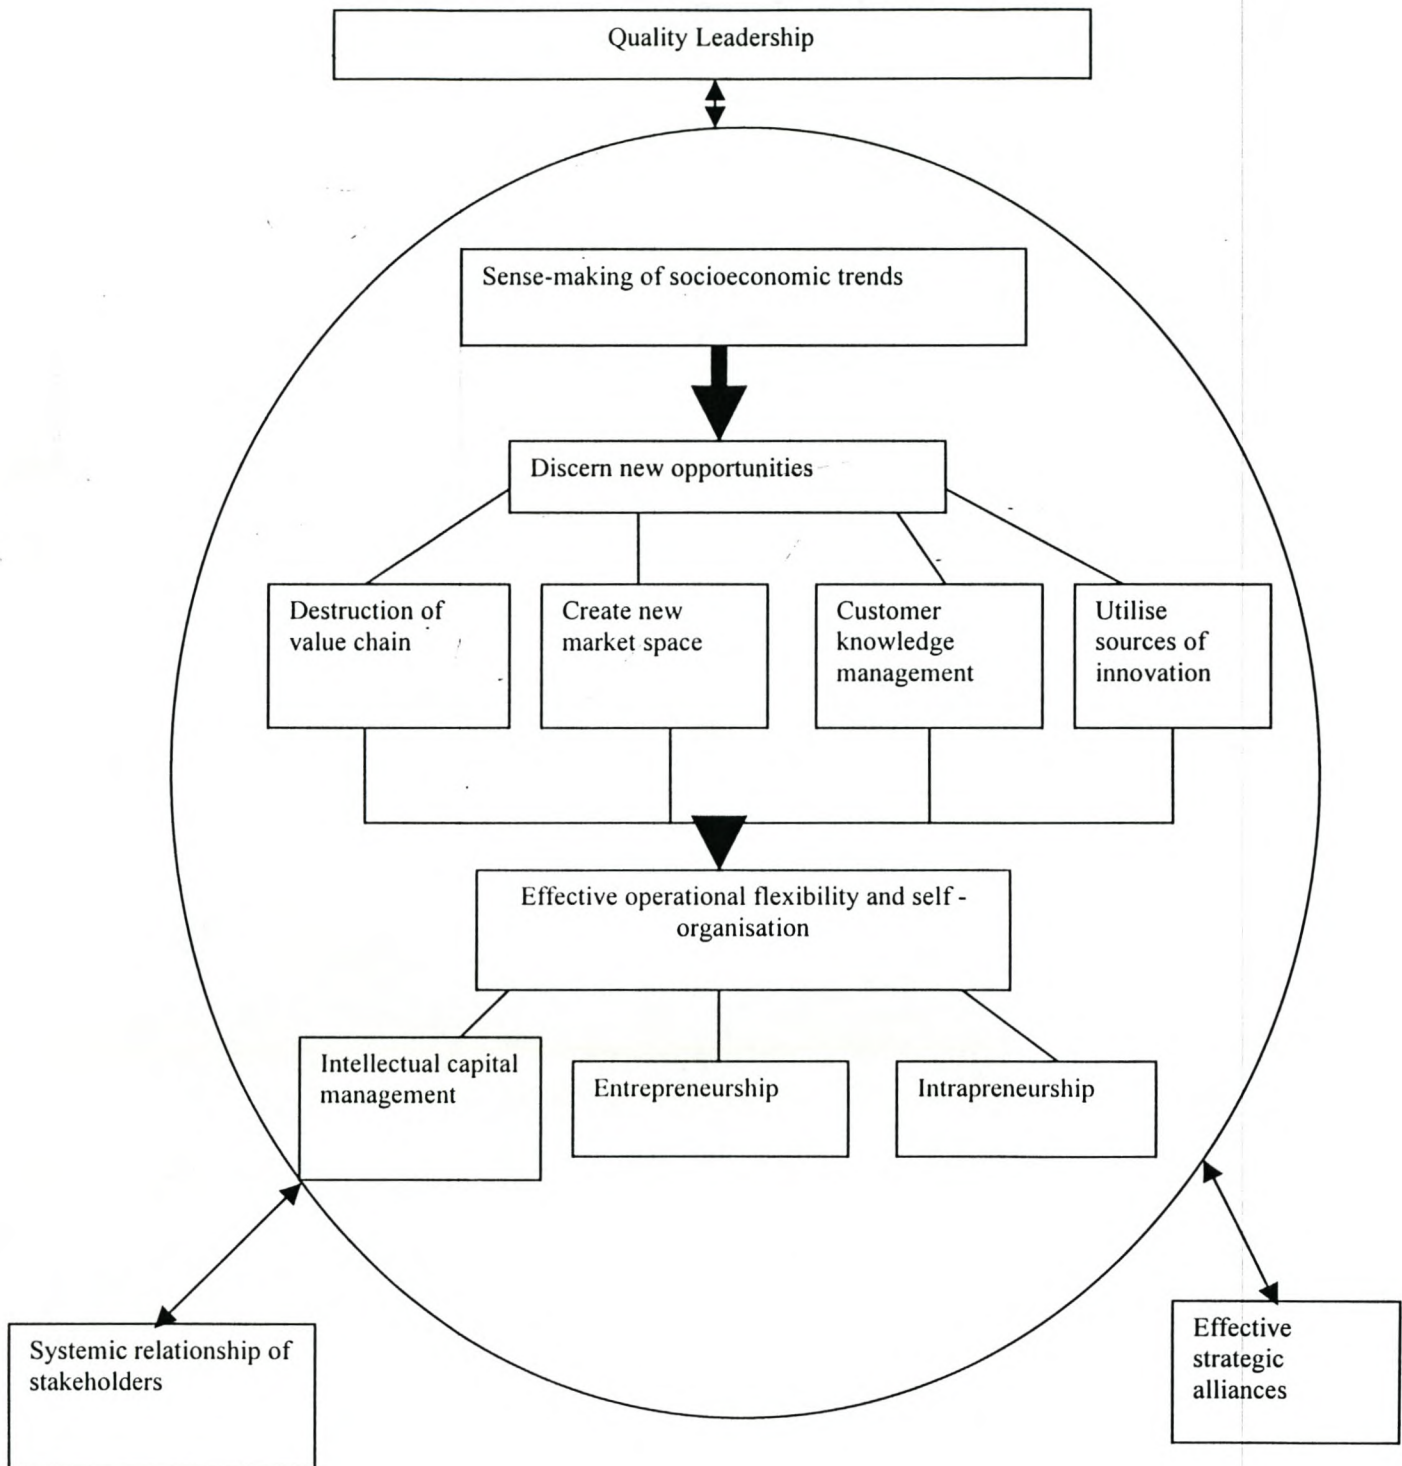 Quality Leadership
Sense-making of socioeconomic trends
Discern new opportunities
Destruction of
value chain
Create new
market space
Customer
knowledge
management
Utilise
sources of
innovation
Effective operational flexibility and self -
organisation
Intellectual capital
management
Entrepreneurship
Intrapreneurship
Systemic relationship of
stakeholders
Effective
strategic
alliances